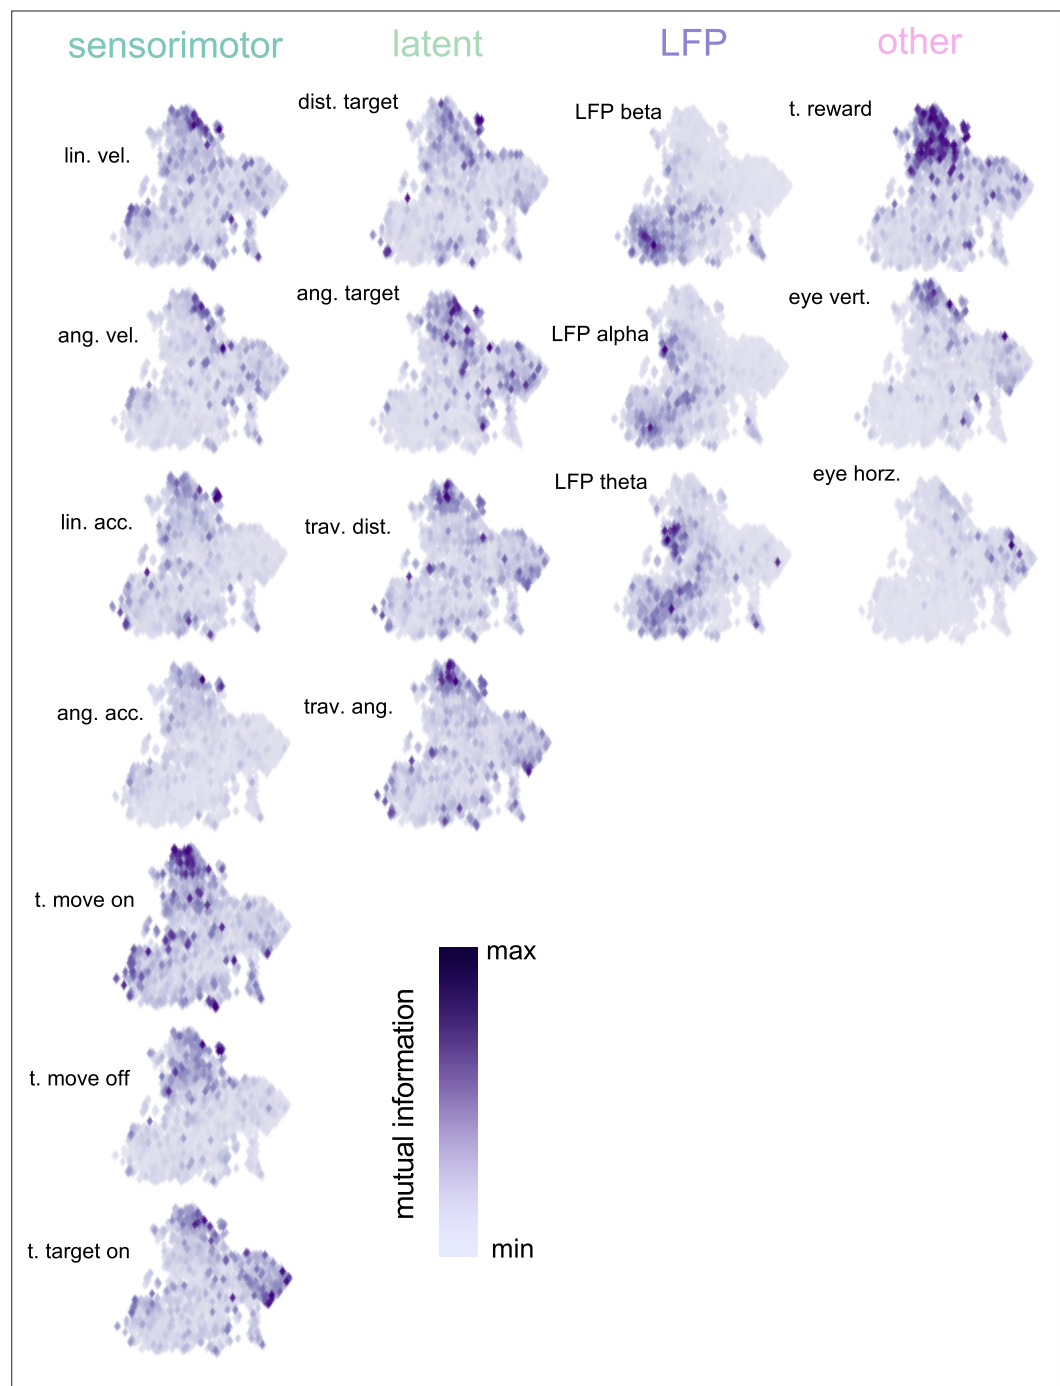 sensorimotor
latent
LFP
other
lin. vel.
dist. target
LFP beta
t. reward
ang. vel.
ang. target
LFP alpha
eye vert.
lin. acc.
trav. dist.
LFP theta
eye horz.
ang. acc.
trav. ang.
t. move on
t. move off
t. target on
max
mutual information
min